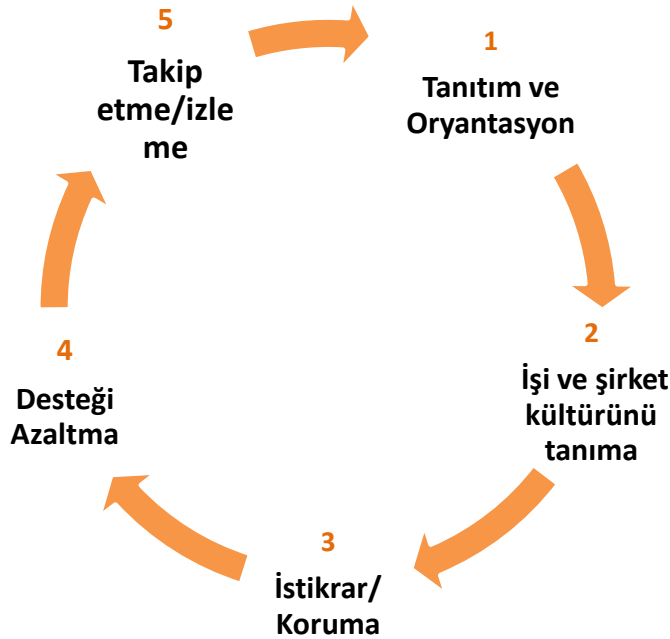 1
Tanıtım ve
Oryantasyon
2
İşi ve şirket
kültürünü
tanıma
3
İstikrar/
Koruma
4
Desteği
Azaltma
5
Takip
etme/izle
me